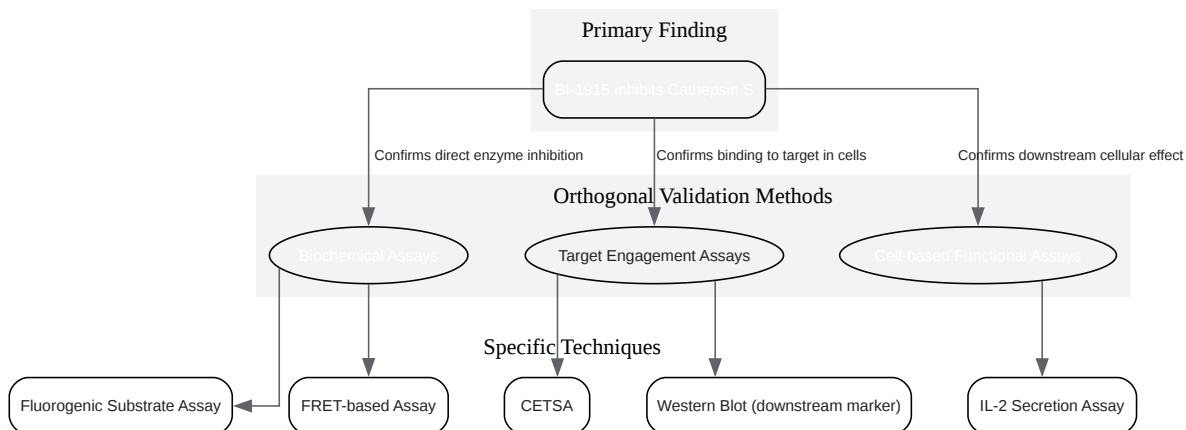 Primary Finding
BI-1915 inhibits Cathepsin S
Confirms direct enzyme inhibition
Confirms binding to target in cells
Confirms downstream cellular effect
Orthogonal Validation Methods
Biochemical Assays
Target Engagement Assays
Cell-based Functional Assays
Specific Techniques
Fluorogenic Substrate Assay
FRET-based Assay
CETSA
Western Blot (downstream marker)
IL-2 Secretion Assay